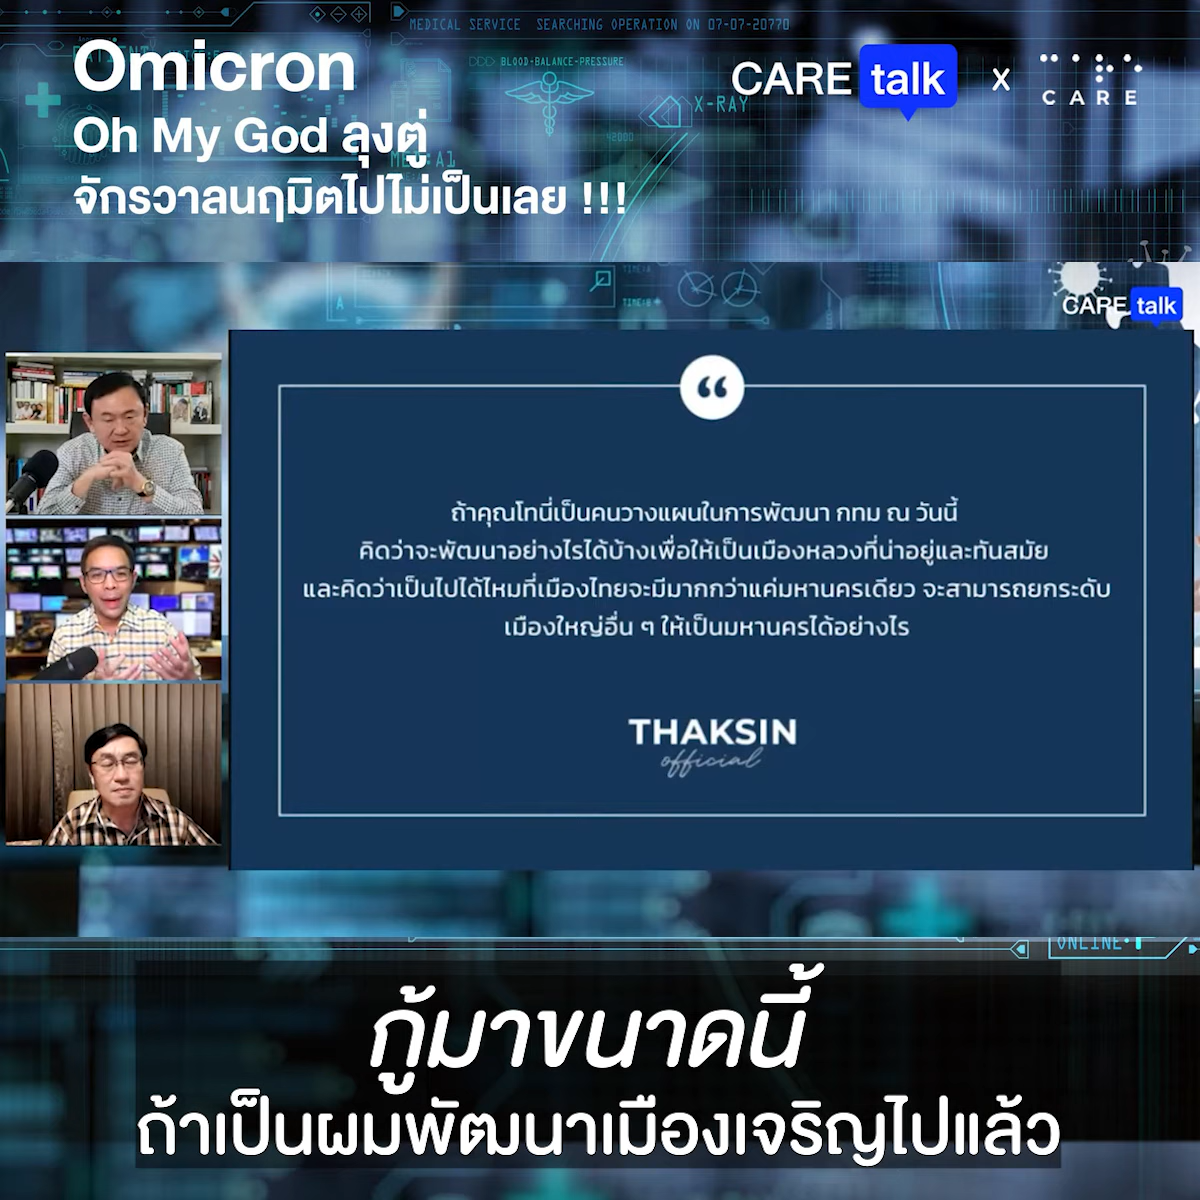 MEDICAL SERVICE SEARCHING OPERATION ON 07-07-20770
Omicron
BLOOD-BALANCE-PRESSURE
CARE talk x CARE
X-RAY
Oh My God ลุงตู่
จักรวาลนฤมิตไปไม่เป็นเลย !!!
CARE talk
ถ้าคุณโทนี่เป็นคนวางแผนในการพัฒนา กทม ณ วันนี้
คิดว่าจะพัฒนาอย่างไรได้บ้างเพื่อให้เป็นเมืองหลวงที่น่าอยู่และทันสมัย
และคิดว่าเป็นไปได้ไหมที่เมืองไทยจะมีมากกว่าแค่มหานครเดียว จะสามารถยกระดับ
เมืองใหญ่อื่น ๆ ให้เป็นมหานครได้อย่างไร
THAKSIN
official
ONLINE
กู้มาขนาดนี้
ถ้าเป็นผมพัฒนาเมืองเจริญไปแล้ว